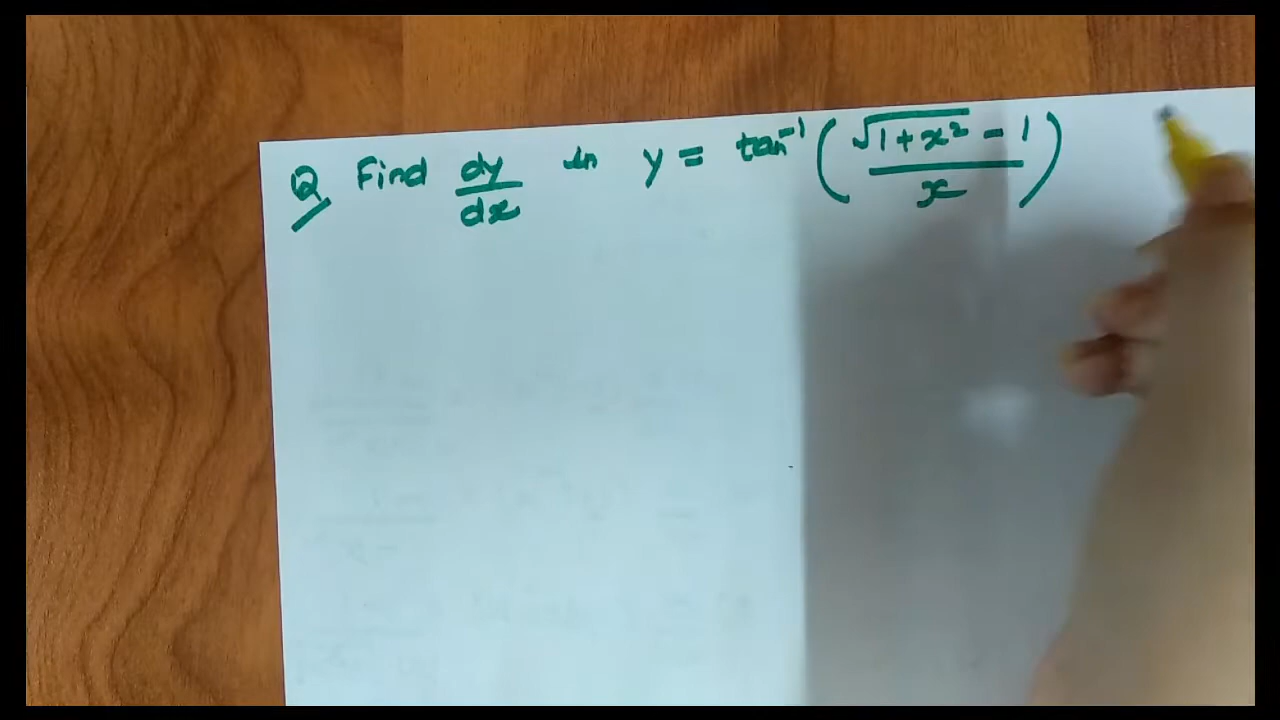 Q Find dy/dx in y = tan⁻¹ ( (√1+x² - 1)/x )